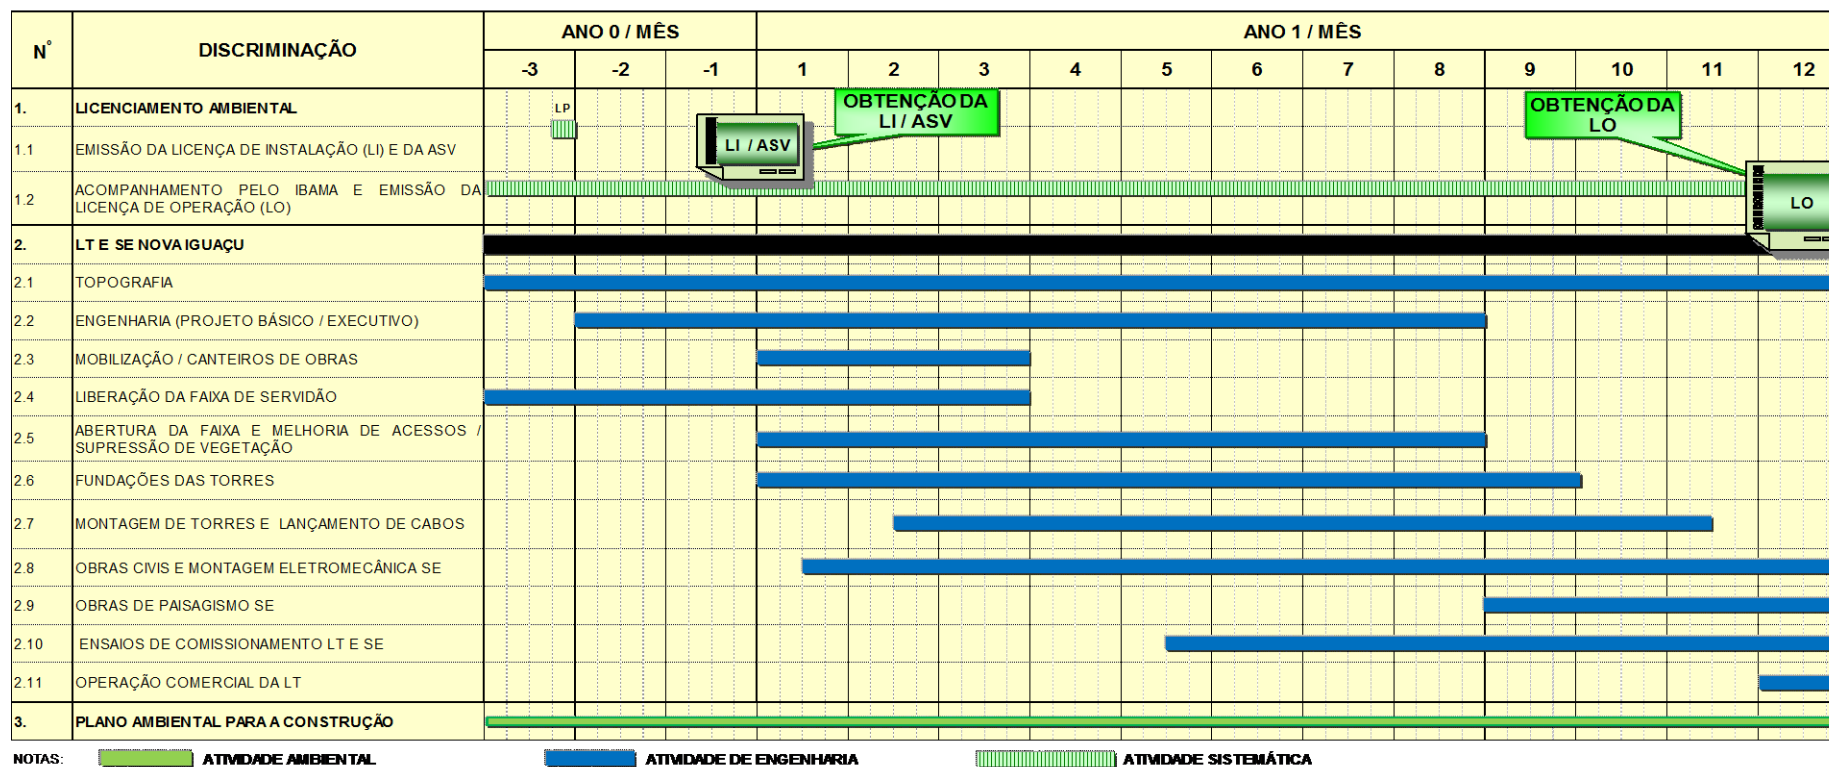 N° DISCRIMINAÇÃO ANO 0 / MÊS ANO 1 / MÊS
-3 -2 -1 1 2 3 4 5 6 7 8 9 10 11 12
1. LICENCIAMENTO AMBIENTAL LP
OBTENÇÃO DA
LI / ASV
OBTENÇÃO DA
LO
1.1 EMISSÃO DA LICENÇA DE INSTALAÇÃO (LI) E DA ASV LI / ASV
1.2 ACOMPANHAMENTO PELO IBAMA E EMISSÃO DA
LICENÇA DE OPERAÇÃO (LO)
LO
2. LT E SE NOVA IGUAÇU
2.1 TOPOGRAFIA
2.2 ENGENHARIA (PROJETO BÁSICO / EXECUTIVO)
2.3 MOBILIZAÇÃO / CANTEIROS DE OBRAS
2.4 LIBERAÇÃO DA FAIXA DE SERVIDÃO
2.5 ABERTURA DA FAIXA E MELHORIA DE ACESSOS /
SUPRESSÃO DE VEGETAÇÃO
2.6 FUNDAÇÕES DAS TORRES
2.7 MONTAGEM DE TORRES E LANÇAMENTO DE CABOS
2.8 OBRAS CIVIS E MONTAGEM ELETROMECÂNICA SE
2.9 OBRAS DE PAISAGISMO SE
2.10 ENSAIOS DE COMISSIONAMENTO LT E SE
2.11 OPERAÇÃO COMERCIAL DA LT
3. PLANO AMBIENTAL PARA A CONSTRUÇÃO
NOTAS: ATIVIDADE AMBIENTAL ATIVIDADE DE ENGENHARIA ATIVIDADE SISTEMÁTICA